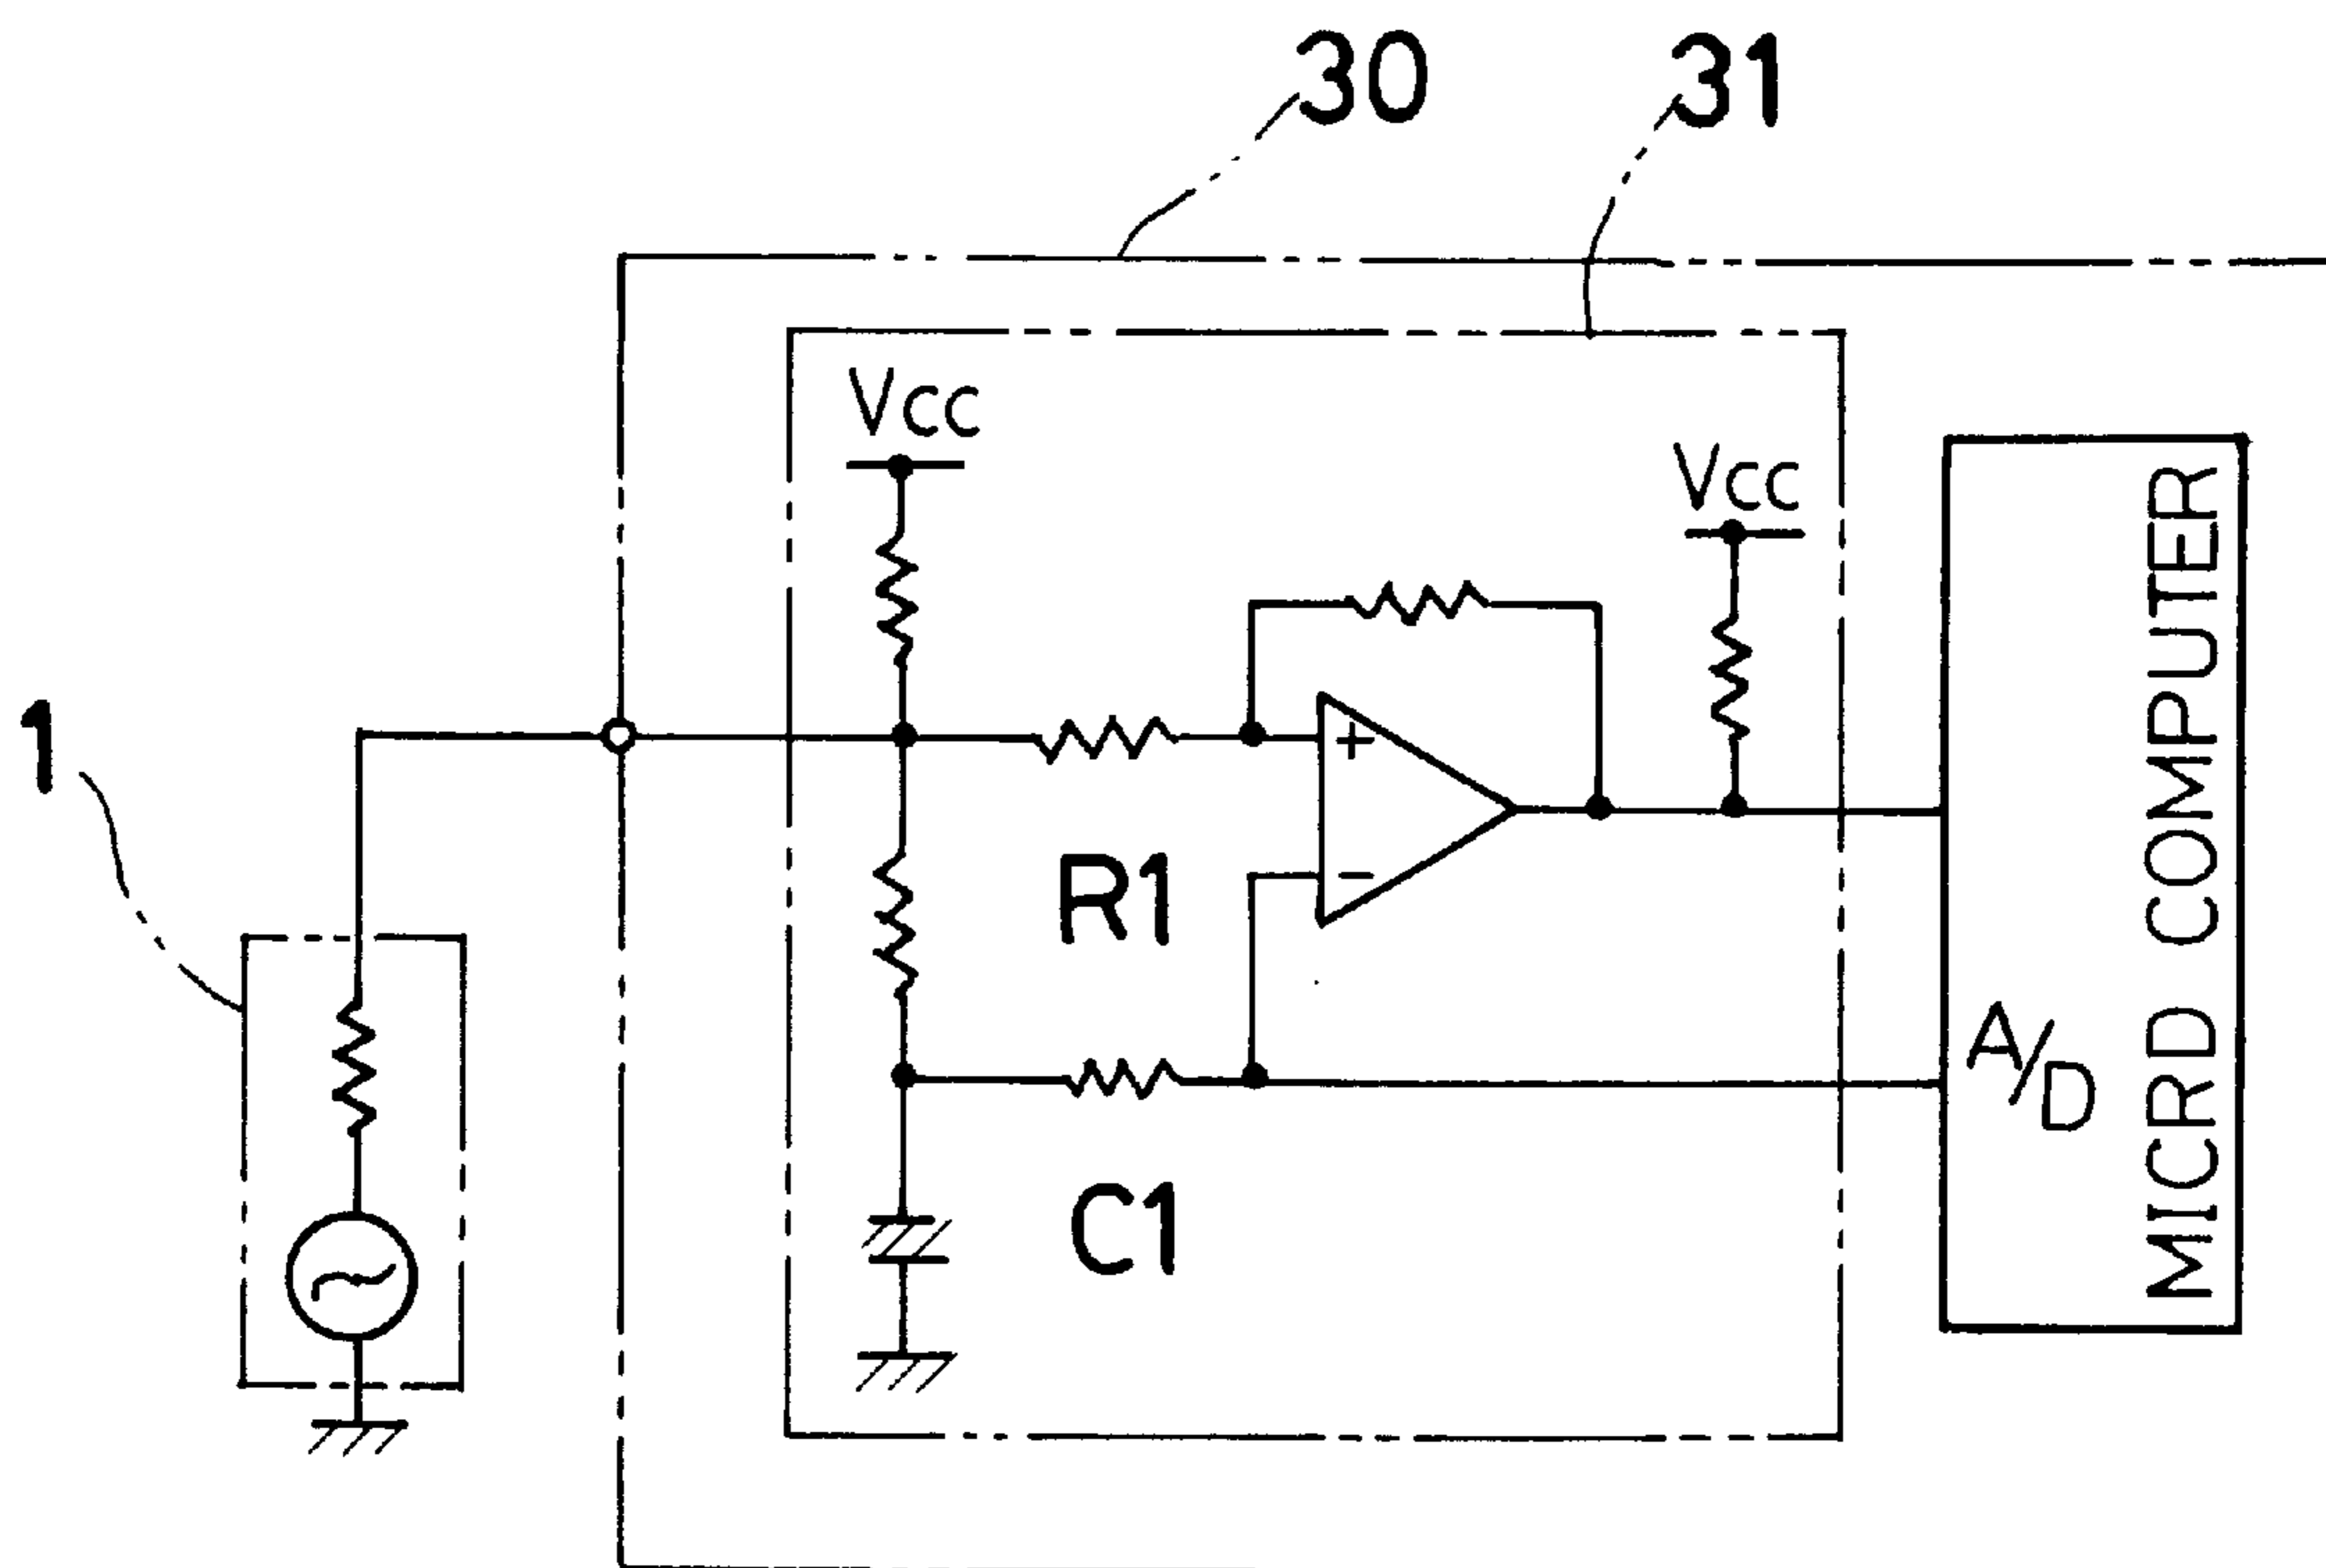 30
31
Vcc
Vcc
1
+
R1
−
A/D
MICRD COMPUTER
C1